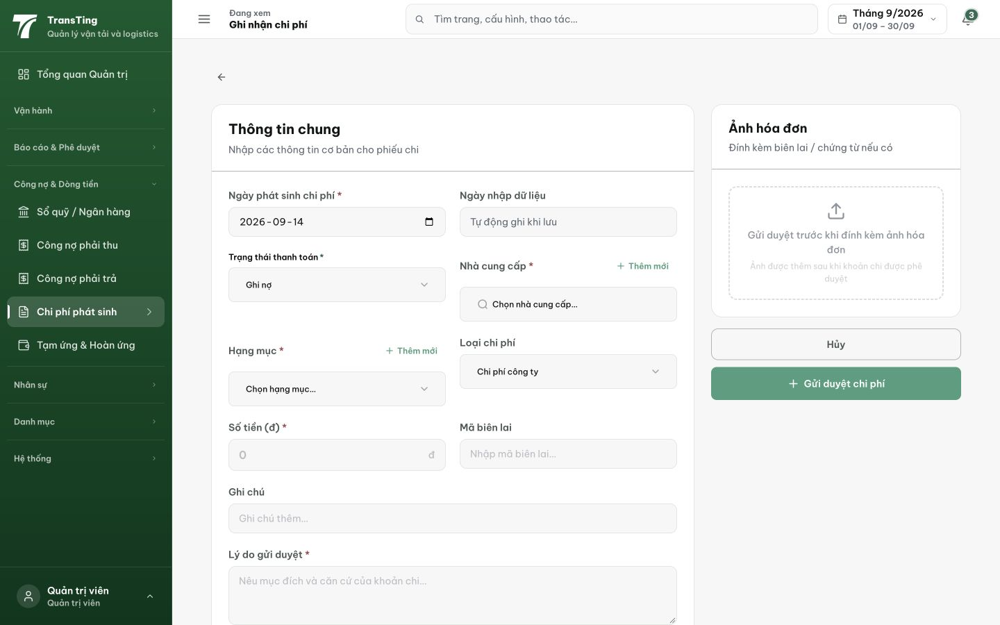 TransTing
Quản lý vận tải và logistics
Tổng quan Quản trị
Vận hành
Báo cáo & Phê duyệt
Công nợ & Dòng tiền
Sổ quỹ / Ngân hàng
Công nợ phải thu
Công nợ phải trả
Chi phí phát sinh
Tạm ứng & Hoàn ứng
Nhân sự
Danh mục
Hệ thống
Quản trị viên
Quản trị viên
Đang xem
Ghi nhận chi phí
Tìm trang, cấu hình, thao tác...
Tháng 9/2026
01/09 – 30/09
3
Thông tin chung
Nhập các thông tin cơ bản cho phiếu chi
Ngày phát sinh chi phí *
2026-09-14
Ngày nhập dữ liệu
Tự động ghi khi lưu
Trạng thái thanh toán *
Ghi nợ
Nhà cung cấp *
Thêm mới
Chọn nhà cung cấp...
Hạng mục *
Thêm mới
Chọn hạng mục...
Loại chi phí
Chi phí công ty
Số tiền (đ) *
0 đ
Mã biên lai
Nhập mã biên lai...
Ghi chú
Ghi chú thêm...
Lý do gửi duyệt *
Nêu mục đích và căn cứ của khoản chi...
Ảnh hóa đơn
Đính kèm biên lai / chứng từ nếu có
Gửi duyệt trước khi đính kèm ảnh hóa
đơn
Ảnh được thêm sau khi khoản chi được phê
duyệt
Hủy
Gửi duyệt chi phí